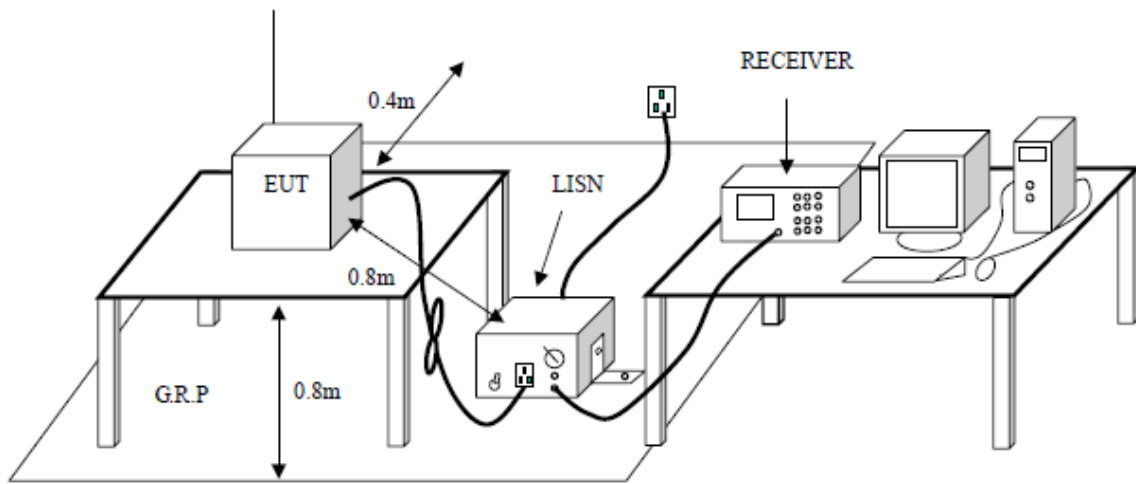 RECEIVER
0.4m
EUT
LISN
0.8m
G.R.P
0.8m